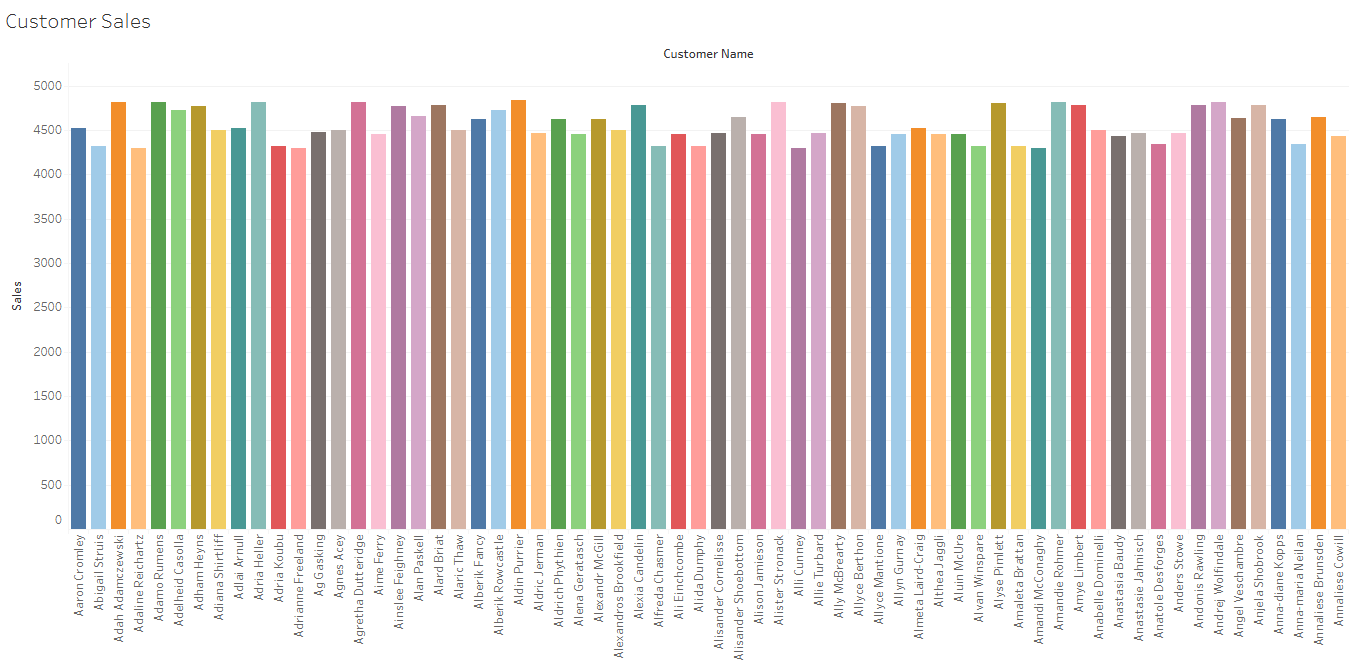 Customer Sales
Customer Name
5000
4500
4000
3500
3000
2500
2000
1500
1000
500
0
Sales
Aaron Cromley
Abigail Struis
Adah Adamczewski
Adaline Reichartz
Adamo Rumens
Adelheid Casolla
Adham Heyns
Adiana Shirtliff
Adlai Arnull
Adria Heller
Adria Koubu
Adrianne Freeland
Ag Gasking
Agnes Acey
Agretha Dutteridge
Aime Ferry
Ainslee Feighney
Alan Paskell
Alard Briat
Alaric Thaw
Alberik Fancy
Alberik Rowcastle
Aldin Purrier
Aldric Jerman
Aldrich Phythien
Alena Geratasch
Alexandr McGill
Alexandros Brookfield
Alexia Candelin
Alfreda Chasmer
Ali Einchcombe
Alida Dumphy
Alisander Cornelisse
Alisander Shoebottom
Alison Jamieson
Alister Stronack
Alli Cunney
Allie Turbard
Ally McBrearty
Allyce Berthon
Allyce Mantione
Allyn Gurnay
Almeta Laird-Craig
Althea Jaggli
Aluin McUre
Alvan Winspare
Alyse Pimlett
Amaleta Brattan
Amandi McConaghy
Amandie Rohmer
Amye Limbert
Anabelle Dominelli
Anastasia Baudy
Anastasie Jahnisch
Anatole Desforges
Anders Stowe
Andonis Rawling
Andrej Wolfindale
Angel Veschambre
Anjela Shobrook
Anna-diane Kopps
Anna-maria Neilan
Annaliese Brunsden
Annaliese Cowill